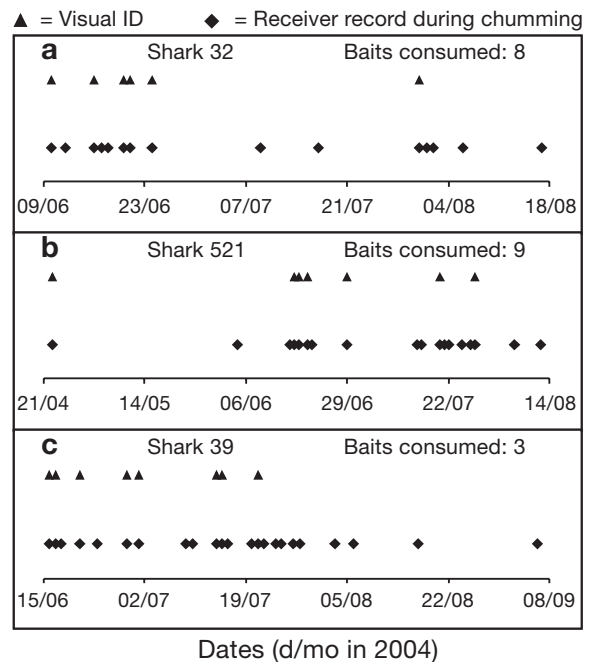 ▲ = Visual ID ◆ = Receiver record during chumming
a Shark 32 Baits consumed: 8
09/06 23/06 07/07 21/07 04/08 18/08
b Shark 521 Baits consumed: 9
21/04 14/05 06/06 29/06 22/07 14/08
c Shark 39 Baits consumed: 3
15/06 02/07 19/07 05/08 22/08 08/09
Dates (d/mo in 2004)